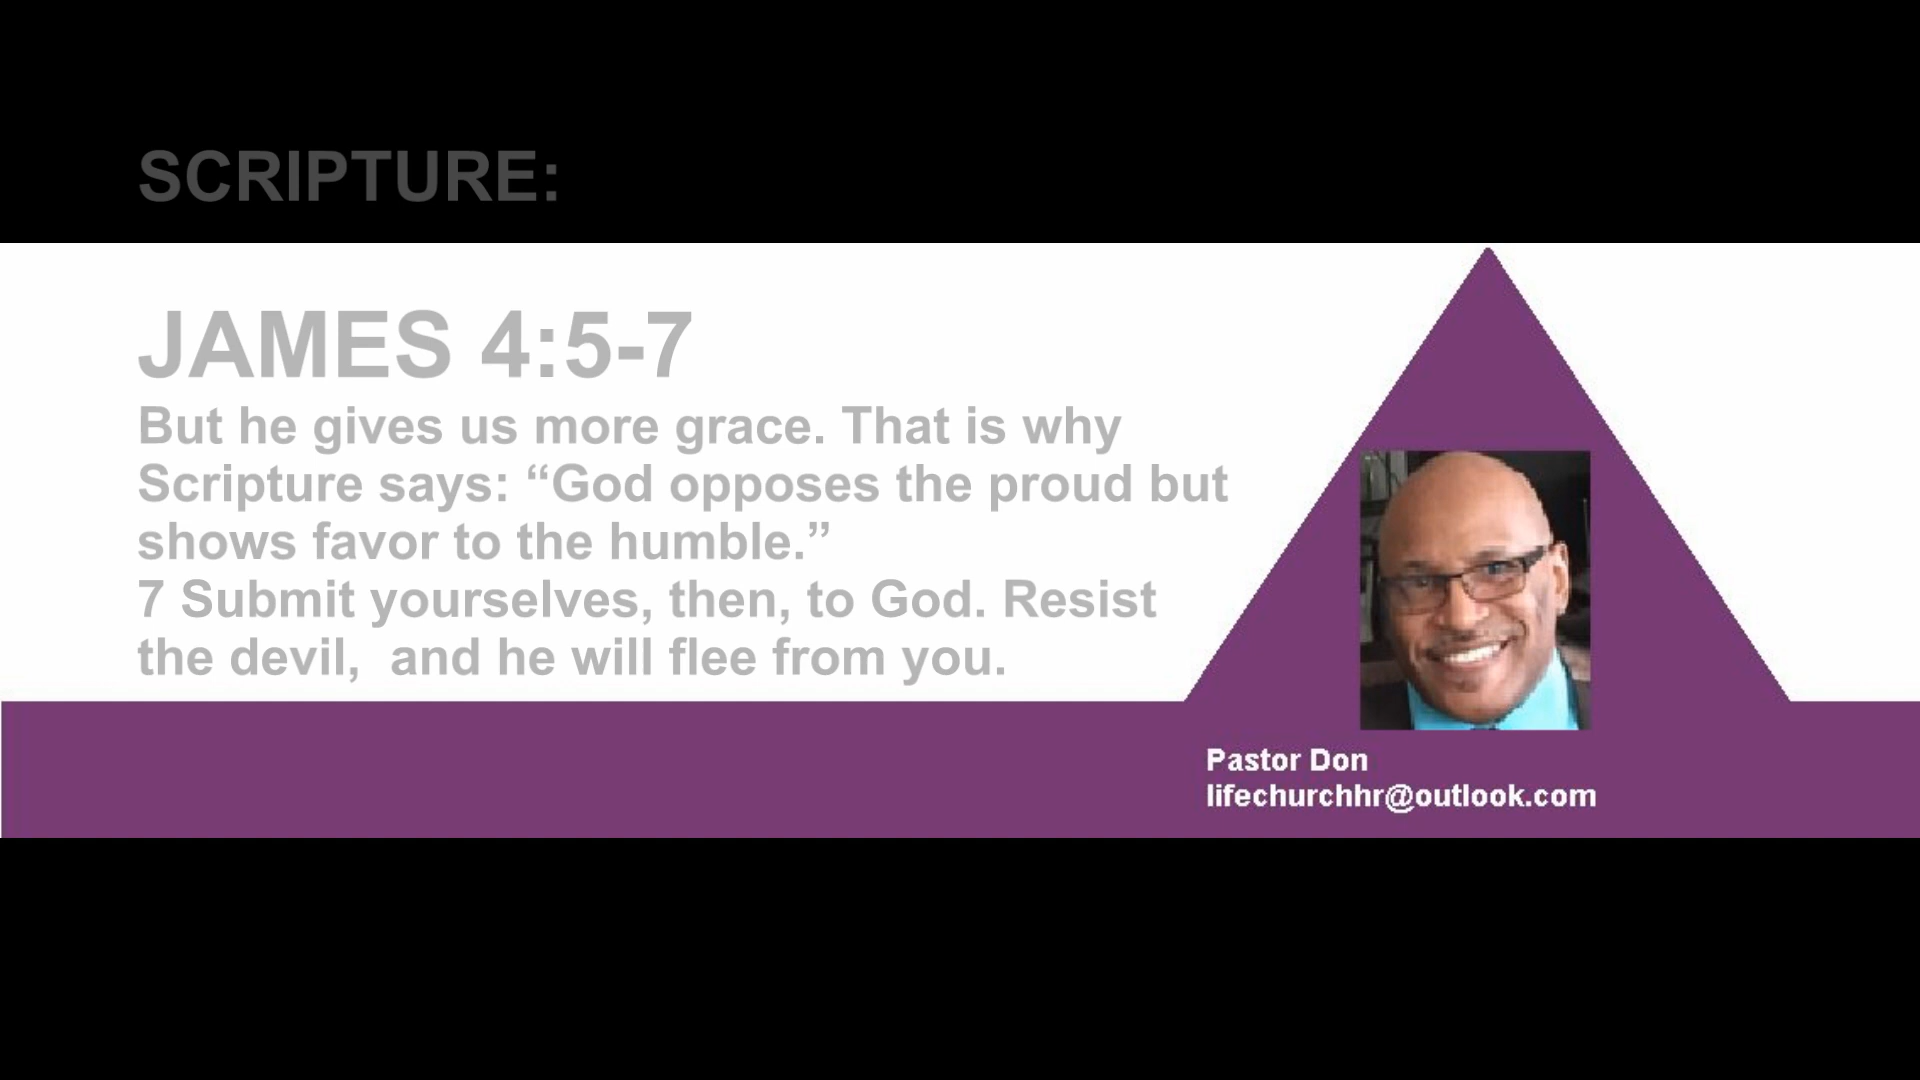 SCRIPTURE:
JAMES 4:5-7
But he gives us more grace. That is why
Scripture says: “God opposes the proud but
shows favor to the humble.”
7 Submit yourselves, then, to God. Resist
the devil,  and he will flee from you.
Pastor Don
lifechurchhr@outlook.com